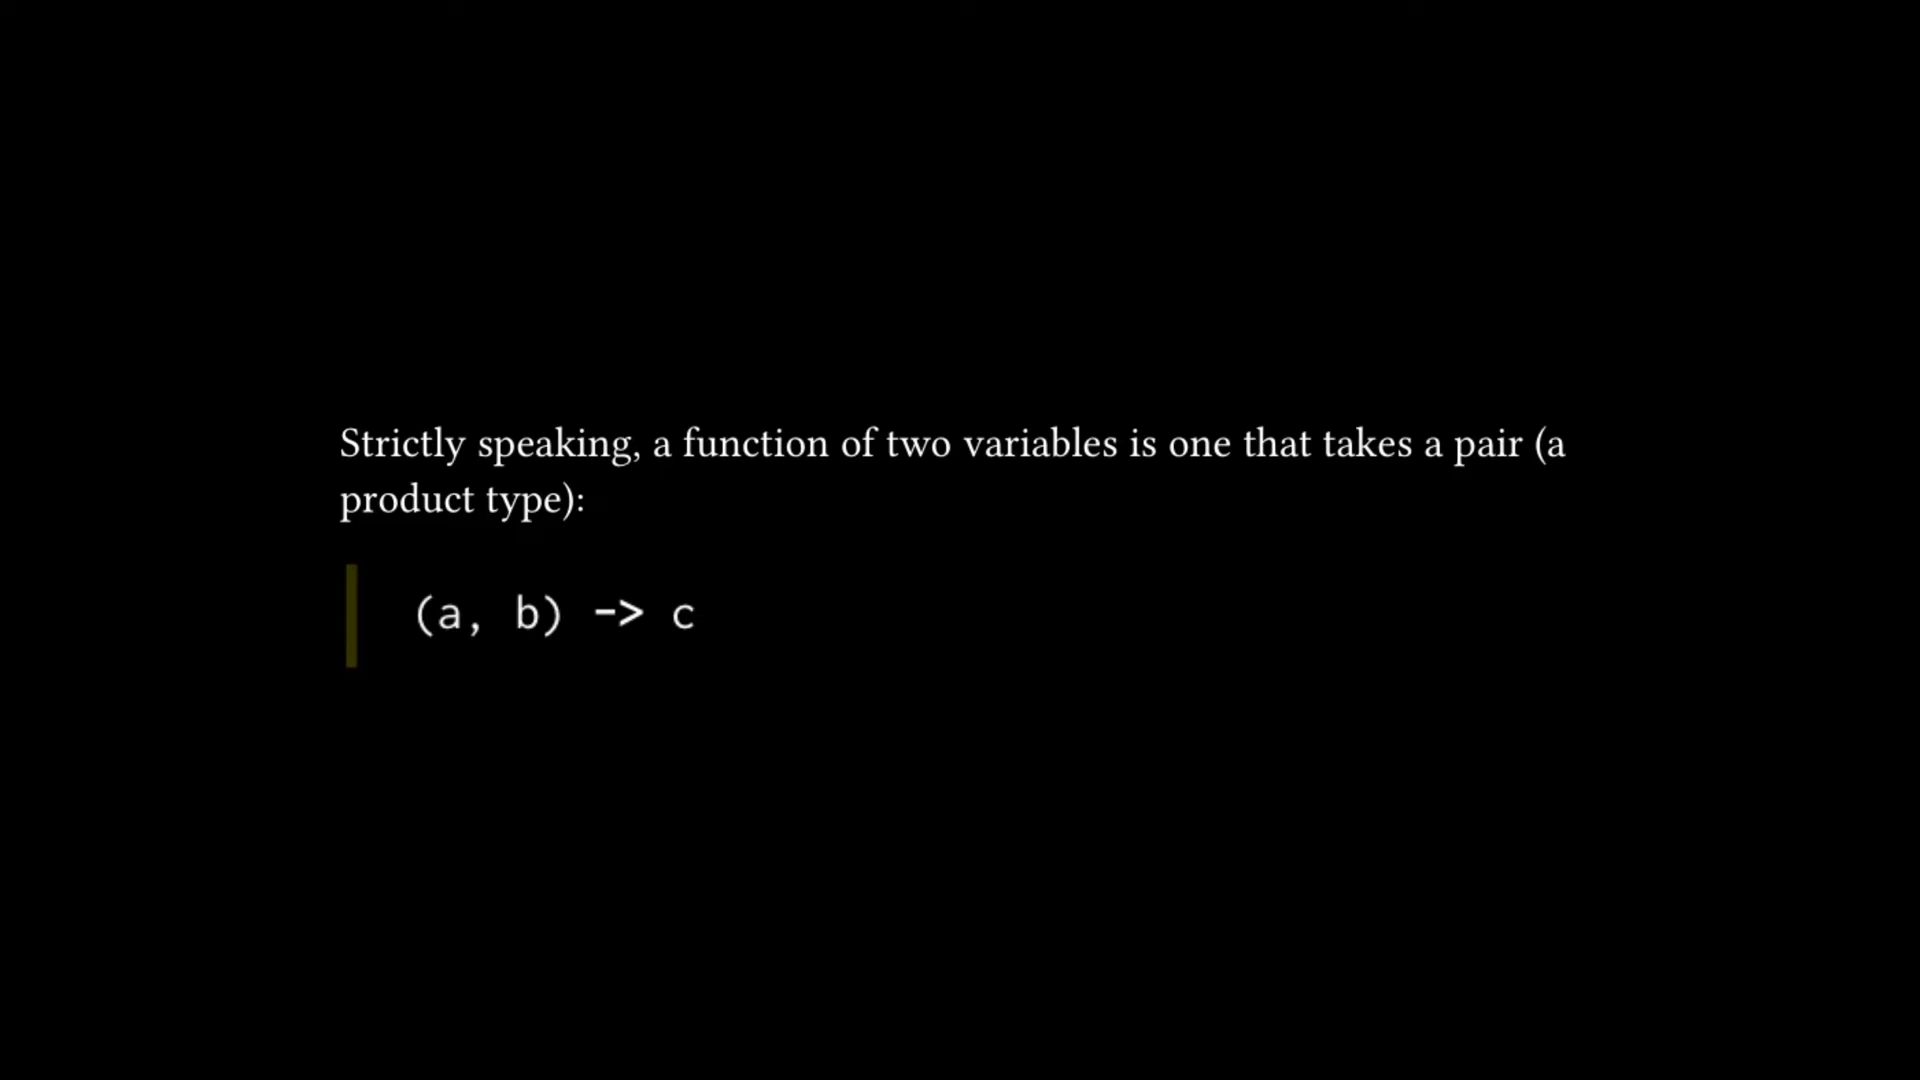 Strictly speaking, a function of two variables is one that takes a pair (a
product type):
(a, b) -> c